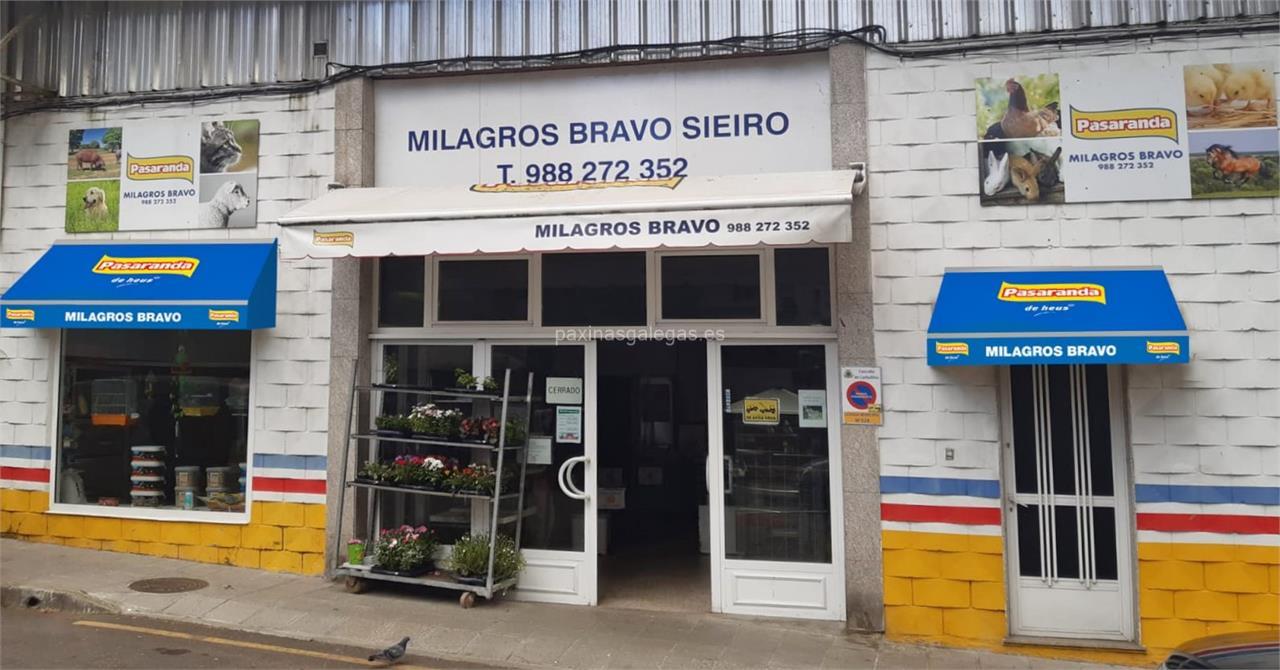 MILAGROS BRAVO SIEIRO
T. 988 272 352
Pasaranda
MILAGROS BRAVO
988 272 352
Pasaranda
MILAGROS BRAVO
988 272 352
Pasaranda
MILAGROS BRAVO 988 272 352
Pasaranda
de heus
Pasaranda
MILAGROS BRAVO
Pasaranda
Pasaranda
de heus
Pasaranda
MILAGROS BRAVO
Pasaranda
paxinasgalegas.es
CERRADO